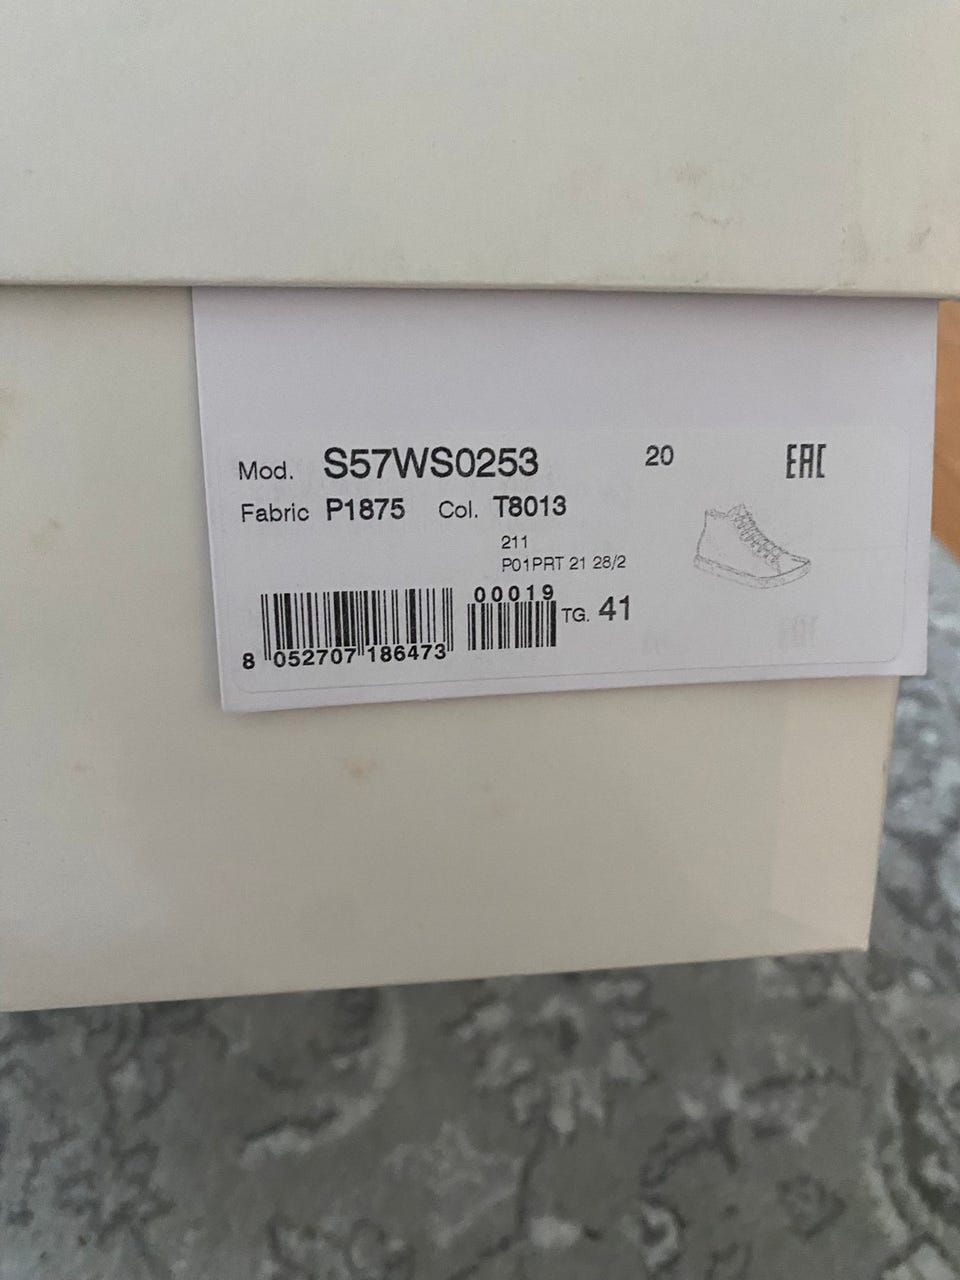 Mod. S57WS0253 20 EAC
Fabric P1875 Col. T8013
211
P01PRT 21 28/2
00019
TG. 41
8 052707 186473